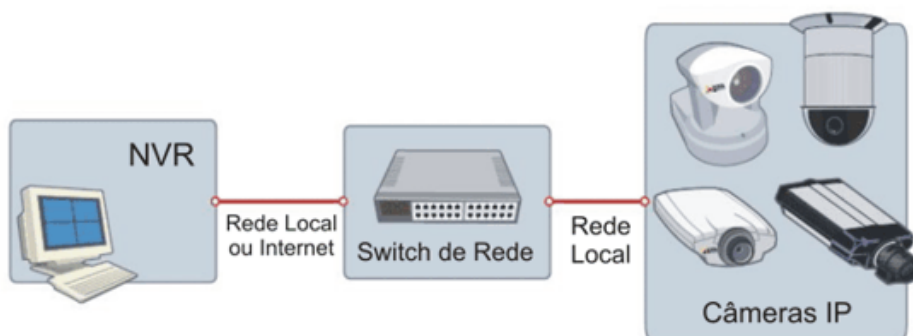 NVR
Rede Local
ou Internet
Switch de Rede
Rede
Local
Câmeras IP